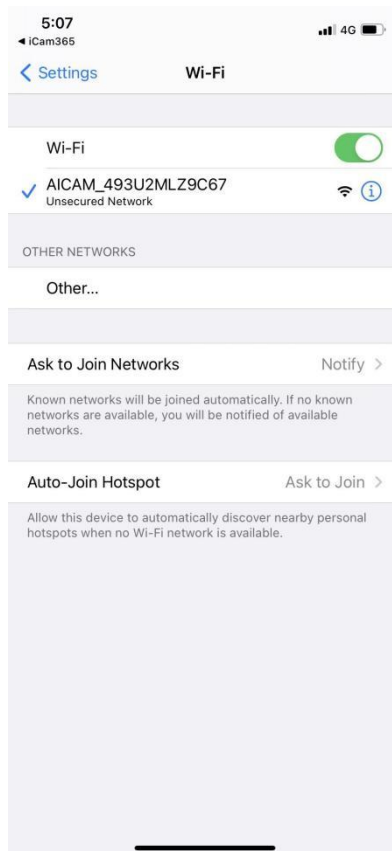 5:07
4G
◀ iCam365
Settings
Wi-Fi
Wi-Fi
AICAM_493U2MLZ9C67
Unsecured Network
OTHER NETWORKS
Other...
Ask to Join Networks
Notify
Known networks will be joined automatically. If no known
networks are available, you will be notified of available
networks.
Auto-Join Hotspot
Ask to Join
Allow this device to automatically discover nearby personal
hotspots when no Wi-Fi network is available.